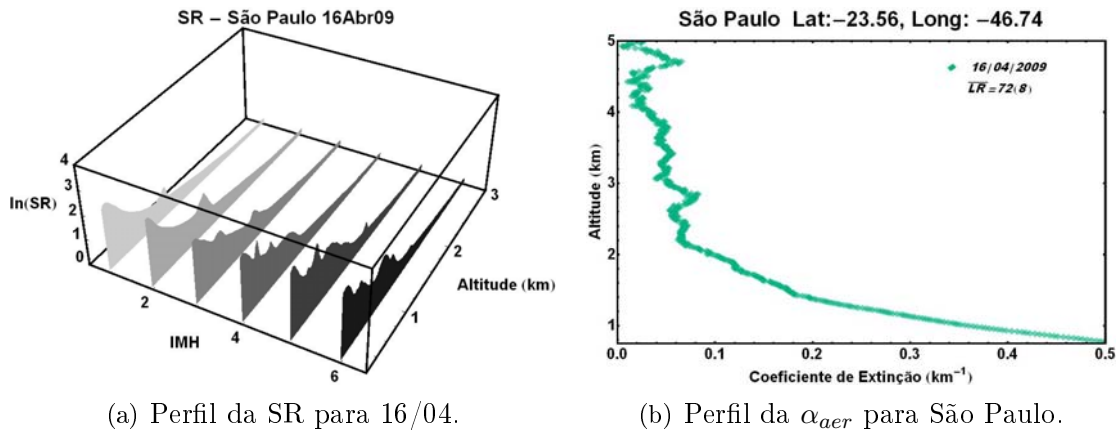 SR – São Paulo 16Abr09
4
3
2
1
0
ln(SR)
2
4
6
IMH
1
2
3
Altitude (km)
(a) Perfil da SR para 16/04.
São Paulo Lat:−23.56, Long: −46.74
16/04/2009
LR=72(8)
5
4
3
2
1
Altitude (km)
0.0 0.1 0.2 0.3 0.4 0.5
Coeficiente de Extinção (km⁻¹)
(b) Perfil da αaer para São Paulo.